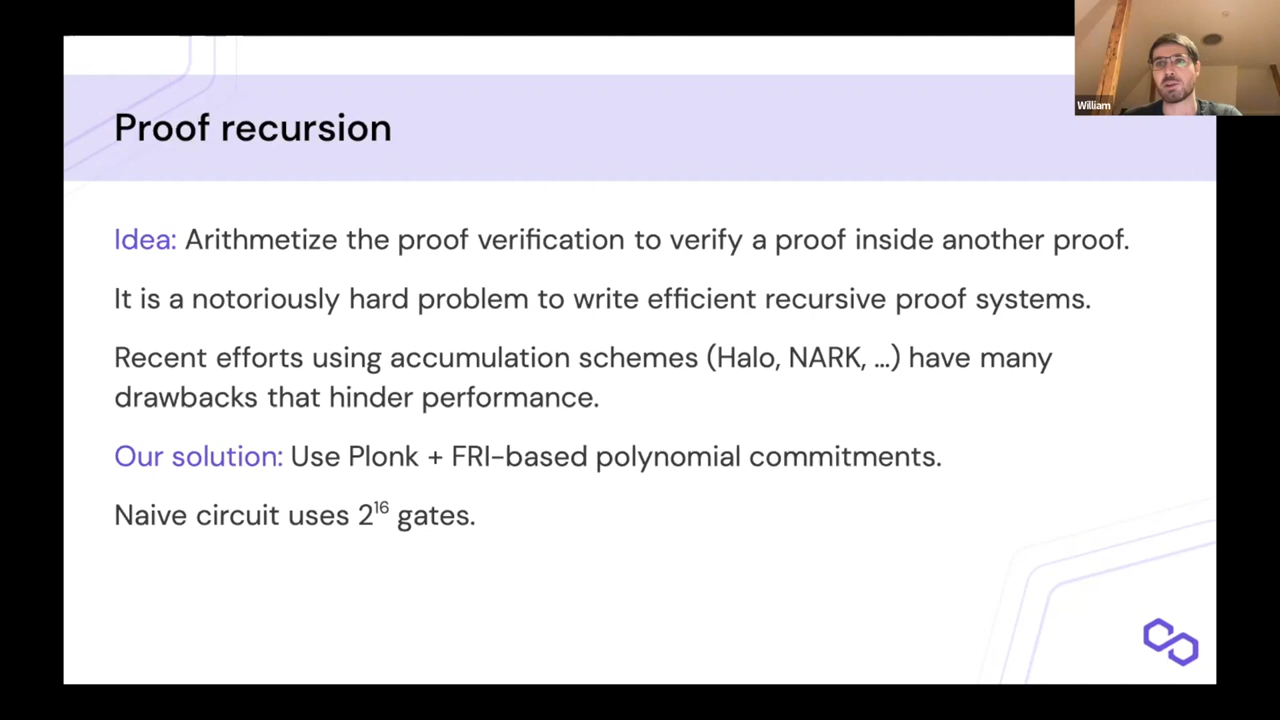 William
Proof recursion
Idea: Arithmetize the proof verification to verify a proof inside another proof.
It is a notoriously hard problem to write efficient recursive proof systems.
Recent efforts using accumulation schemes (Halo, NARK, ...) have many
drawbacks that hinder performance.
Our solution: Use Plonk + FRI-based polynomial commitments.
Naive circuit uses 2¹⁶ gates.